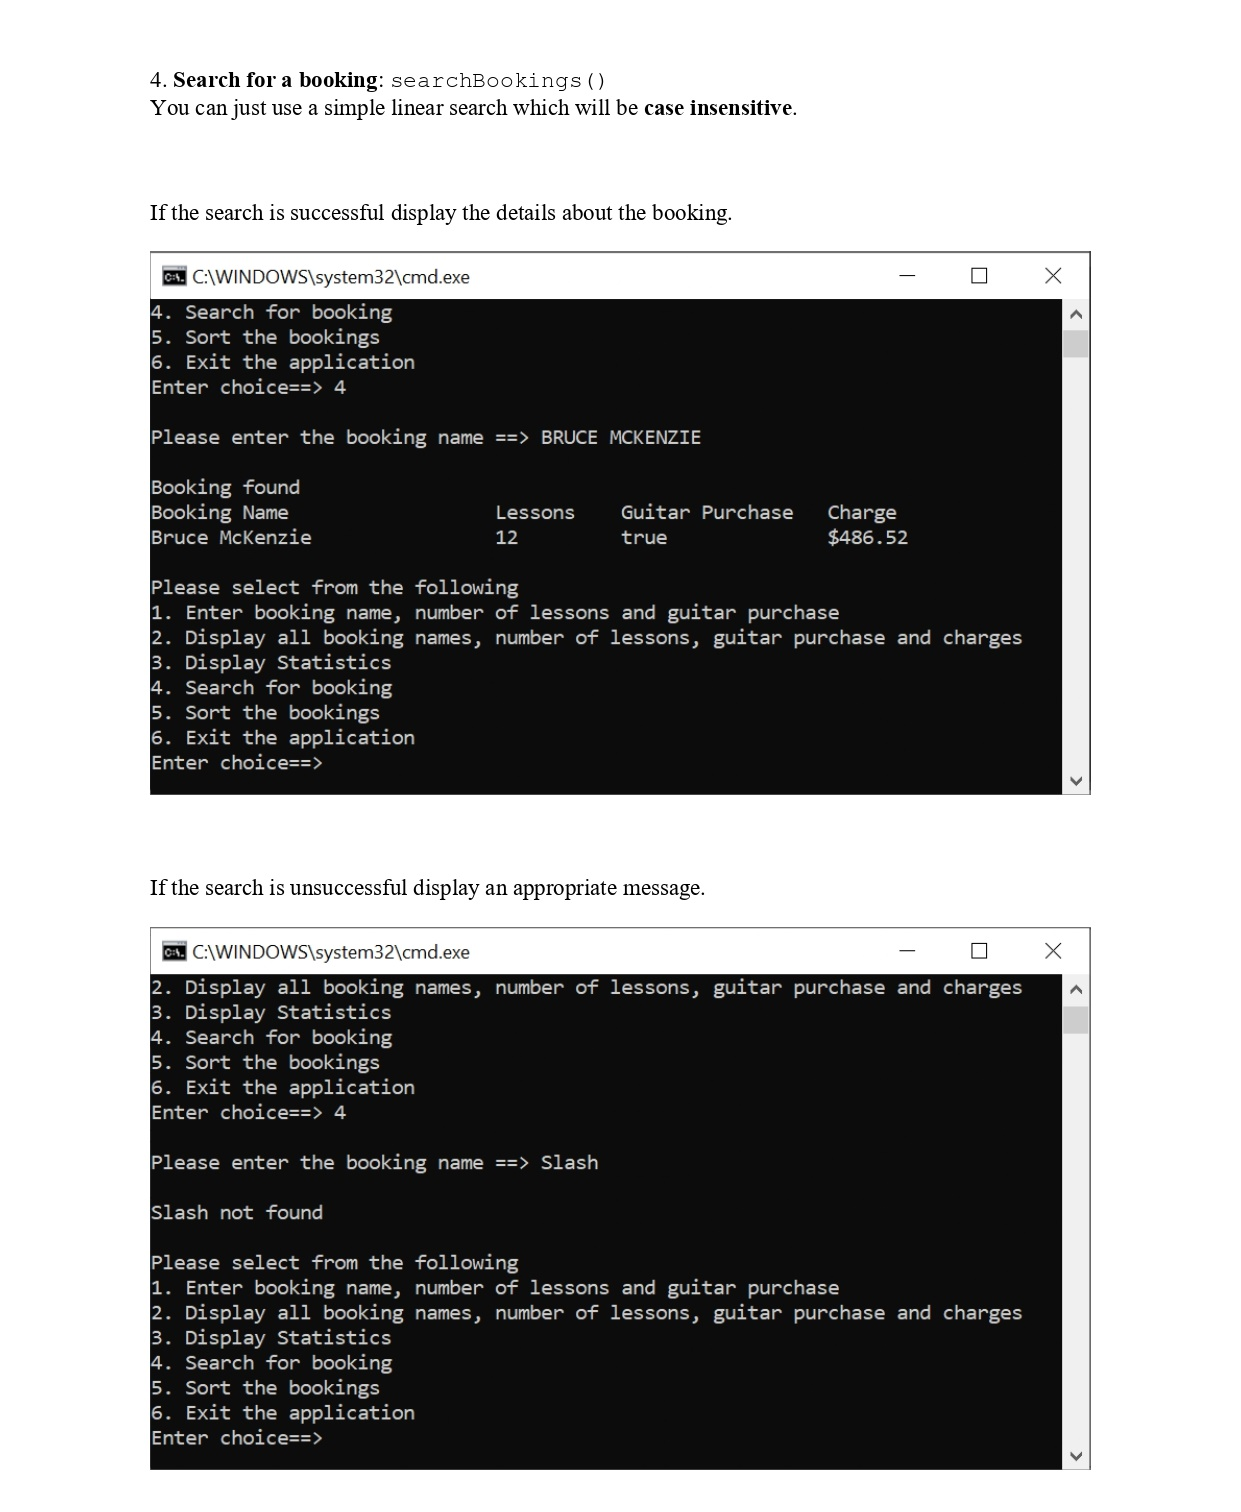 4. Search for a booking: searchBookings()
You can just use a simple linear search which will be case insensitive.
If the search is successful display the details about the booking.
C:\WINDOWS\system32\cmd.exe
4. Search for booking
5. Sort the bookings
6. Exit the application
Enter choice==> 4
Please enter the booking name ==> BRUCE MCKENZIE
Booking found
Booking Name Lessons Guitar Purchase Charge
Bruce McKenzie 12 true $486.52
Please select from the following
1. Enter booking name, number of lessons and guitar purchase
2. Display all booking names, number of lessons, guitar purchase and charges
3. Display Statistics
4. Search for booking
5. Sort the bookings
6. Exit the application
Enter choice==>
If the search is unsuccessful display an appropriate message.
C:\WINDOWS\system32\cmd.exe
2. Display all booking names, number of lessons, guitar purchase and charges
3. Display Statistics
4. Search for booking
5. Sort the bookings
6. Exit the application
Enter choice==> 4
Please enter the booking name ==> Slash
Slash not found
Please select from the following
1. Enter booking name, number of lessons and guitar purchase
2. Display all booking names, number of lessons, guitar purchase and charges
3. Display Statistics
4. Search for booking
5. Sort the bookings
6. Exit the application
Enter choice==>